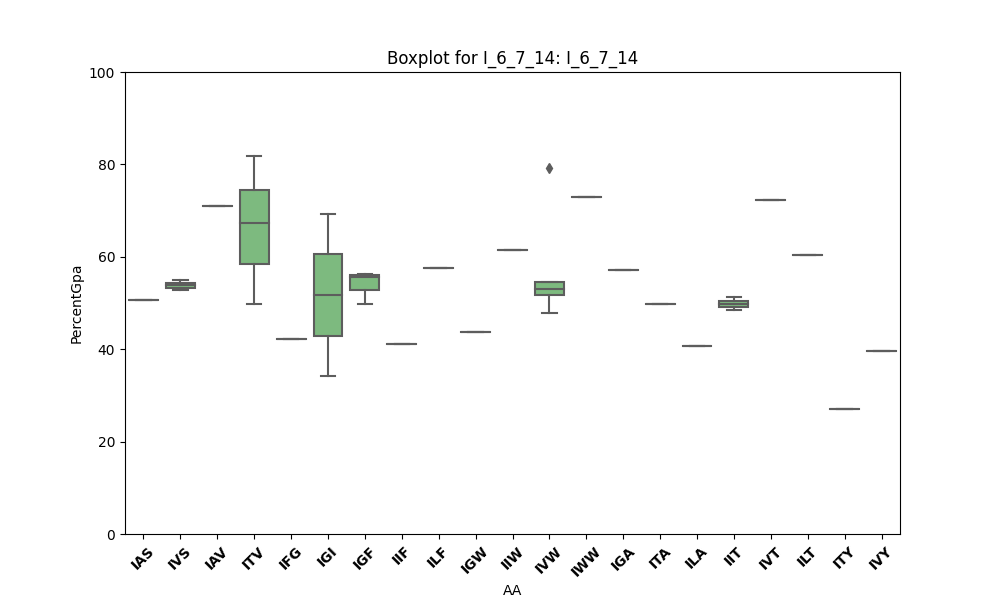 Boxplot for I_6_7_14: I_6_7_14
100
80
60
40
20
0
PercentGpa
IAS IVS IAV ITV IFG IGI IGF IIF ILF IGW IIW IVW IWW IGA ITA ILA IIT IVT ILT ITY IVY
AA